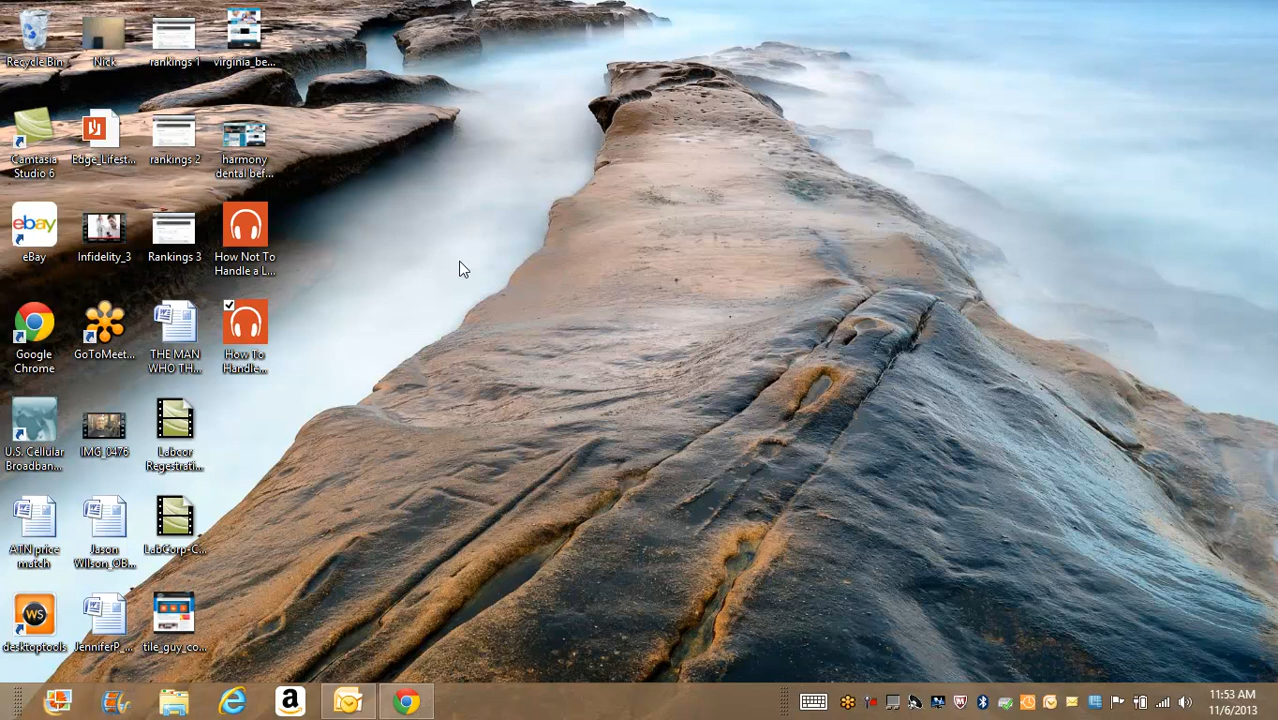 Recycle Bin
Nick
rankings 1
virginia_be...
Camtasia
Studio 6
Edge_Lifest...
rankings 2
harmony
dental bef...
ebay
eBay
Infidelity_3
Rankings 3
How Not To
Handle a L...
Google
Chrome
GoToMeet...
THE MAN
WHO TH...
How To
Handle...
U.S. Cellular
Broadban...
IMG_0476
Labcor
Regestrati...
ATN price
match
Jason
WIlson_OB...
LabCorp-C...
WS
desktoptools
JenniferP_...
tile_guy_co...
a
11:53 AM
11/6/2013